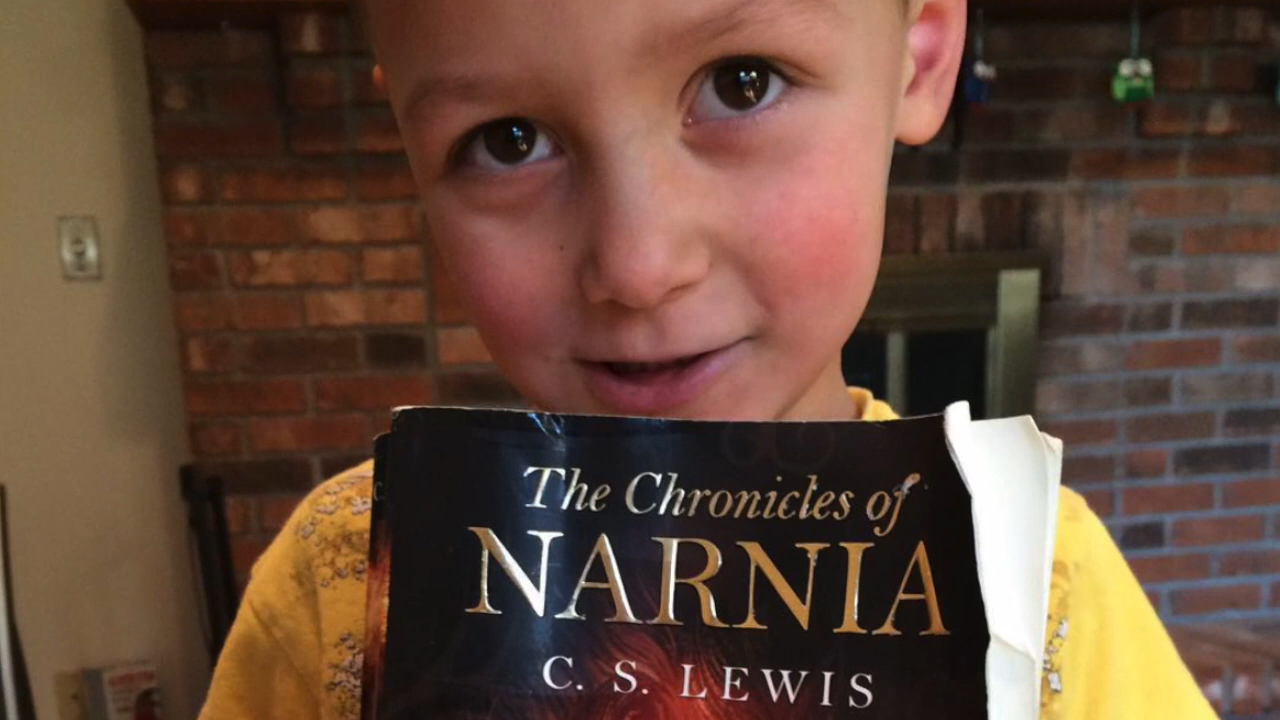 The Chronicles of
NARNIA
C. S. LEWIS